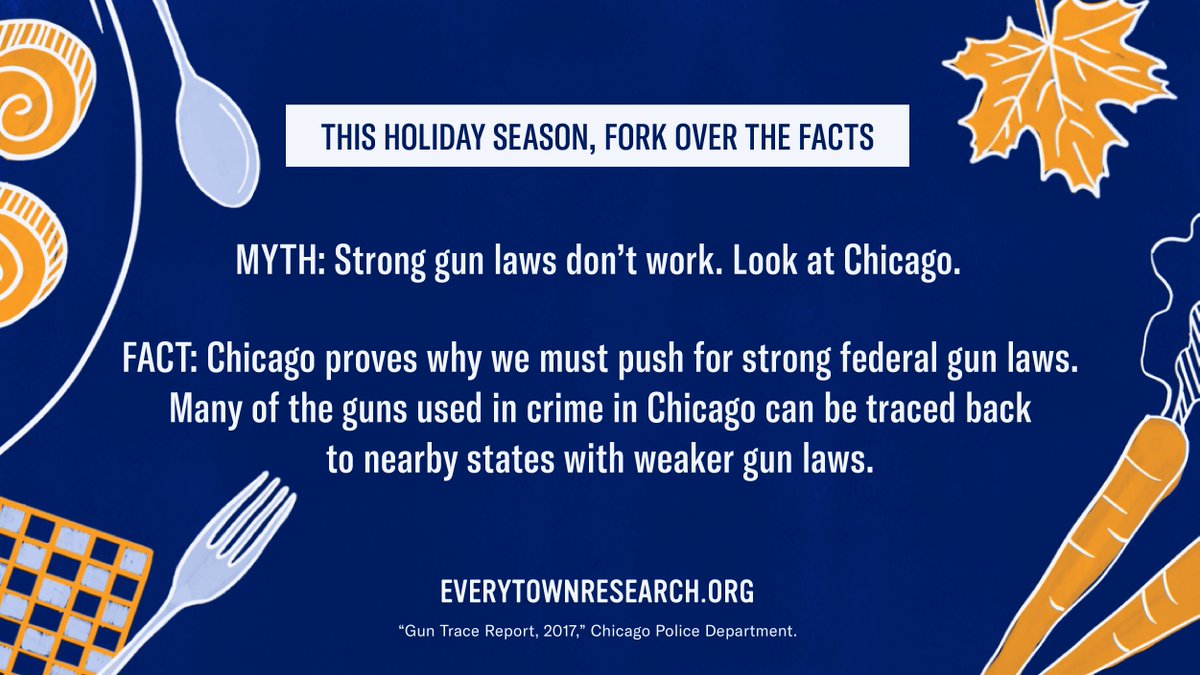 THIS HOLIDAY SEASON, FORK OVER THE FACTS
MYTH: Strong gun laws don’t work. Look at Chicago.
FACT: Chicago proves why we must push for strong federal gun laws.
Many of the guns used in crime in Chicago can be traced back
to nearby states with weaker gun laws.
EVERYTOWNRESEARCH.ORG
“Gun Trace Report, 2017,” Chicago Police Department.